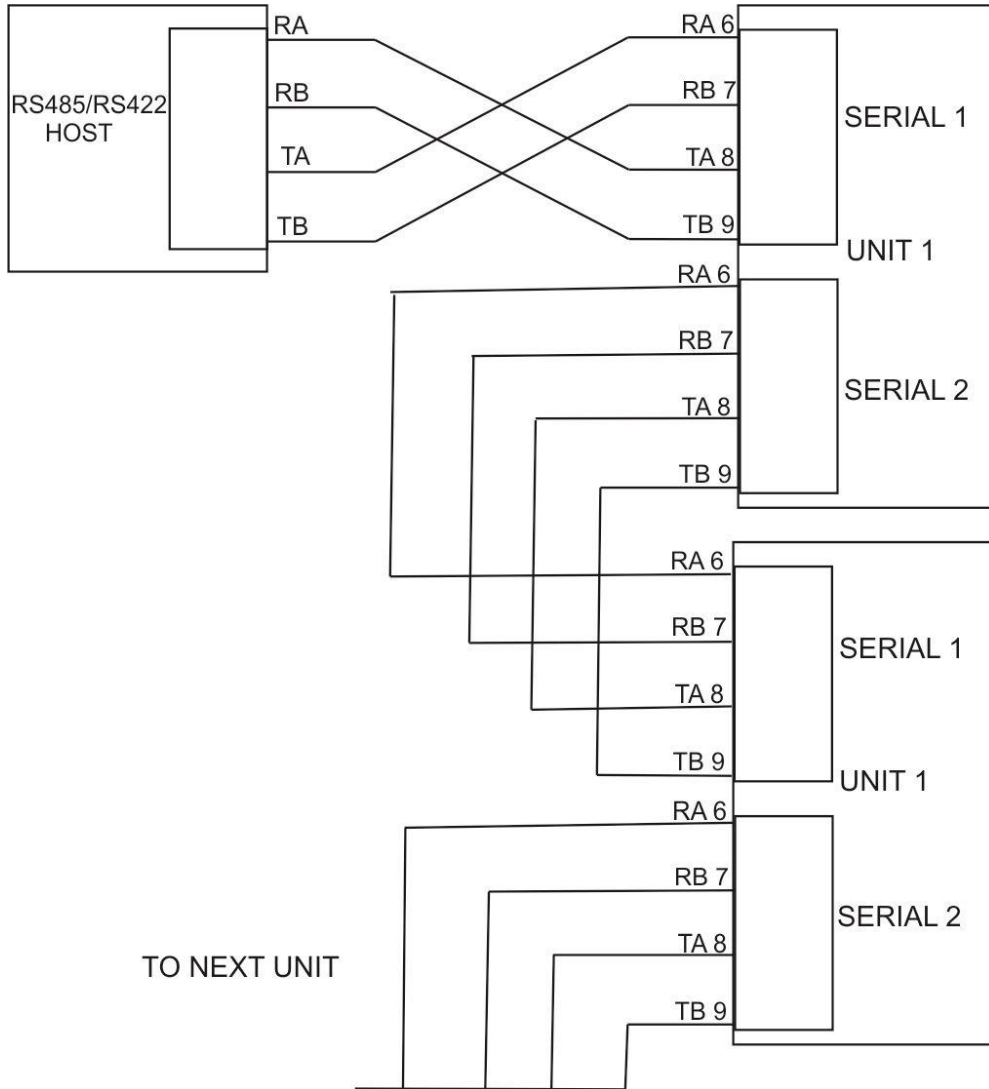 RA
RB
RS485/RS422
HOST
TA
TB
RA 6
RB 7
SERIAL 1
TA 8
TB 9
UNIT 1
RA 6
RB 7
SERIAL 2
TA 8
TB 9
RA 6
RB 7
SERIAL 1
TA 8
TB 9
UNIT 1
RA 6
RB 7
SERIAL 2
TA 8
TO NEXT UNIT
TB 9